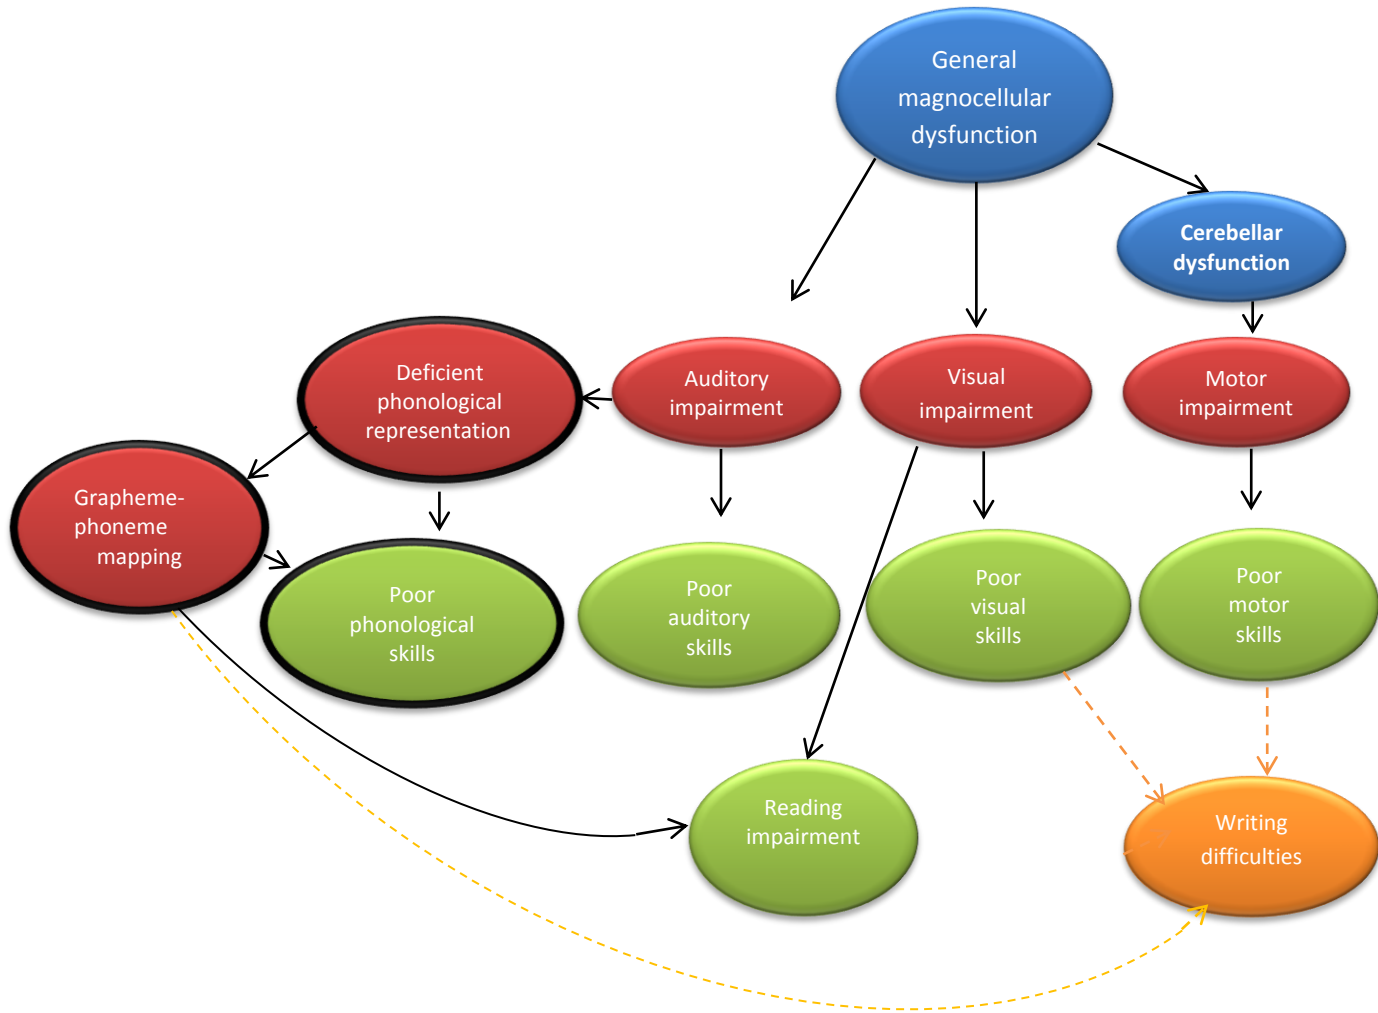 General
magnocellular
dysfunction
Cerebellar
dysfunction
Deficient
phonological
representation
Auditory
impairment
Visual
impairment
Motor
impairment
Grapheme-
phoneme
mapping
Poor
phonological
skills
Poor
auditory
skills
Poor
visual
skills
Poor
motor
skills
Reading
impairment
Writing
difficulties